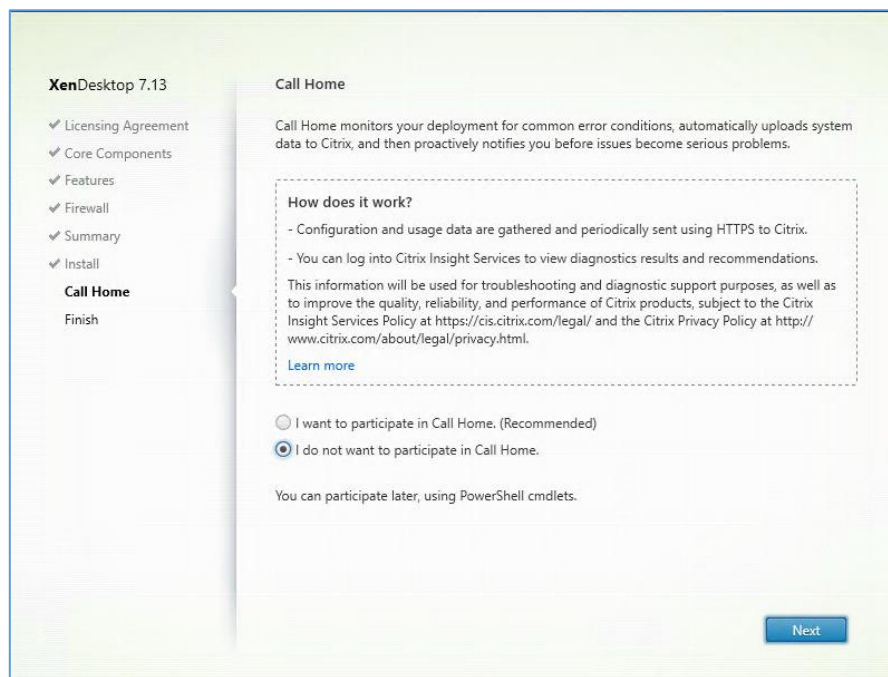 XenDesktop 7.13
Licensing Agreement
Core Components
Features
Firewall
Summary
Install
Call Home
Finish
Call Home
Call Home monitors your deployment for common error conditions, automatically uploads system
data to Citrix, and then proactively notifies you before issues become serious problems.
How does it work?
- Configuration and usage data are gathered and periodically sent using HTTPS to Citrix.
- You can log into Citrix Insight Services to view diagnostics results and recommendations.
This information will be used for troubleshooting and diagnostic support purposes, as well as
to improve the quality, reliability, and performance of Citrix products, subject to the Citrix
Insight Services Policy at https://cis.citrix.com/legal/ and the Citrix Privacy Policy at http://
www.citrix.com/about/legal/privacy.html.
Learn more
I want to participate in Call Home. (Recommended)
I do not want to participate in Call Home.
You can participate later, using PowerShell cmdlets.
Next